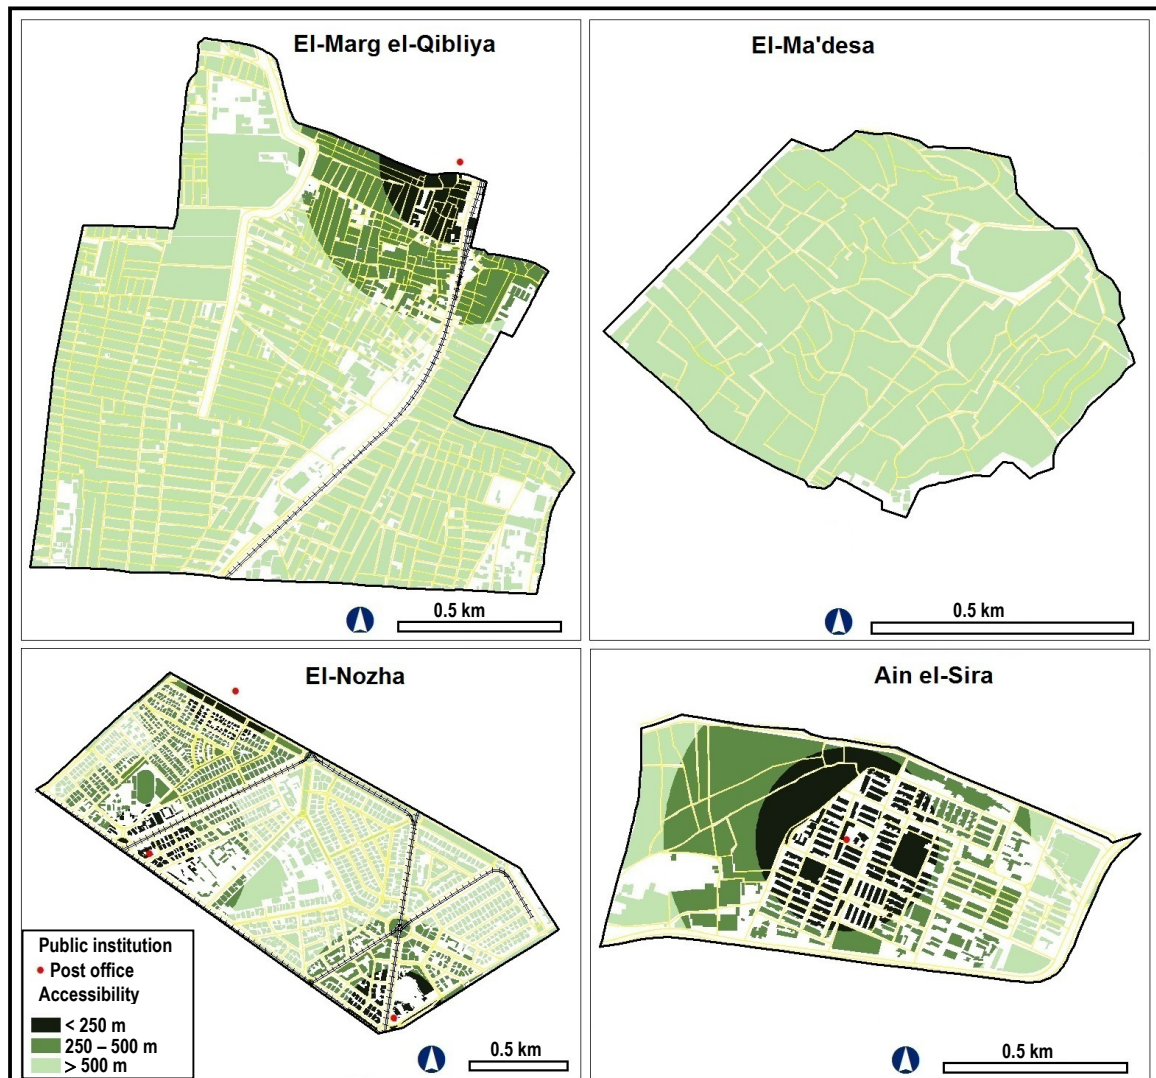 El-Marg el-Qibliya
El-Ma'desa
0.5 km
0.5 km
El-Nozha
Ain el-Sira
Public institution
Post office
Accessibility
< 250 m
250 – 500 m
> 500 m
0.5 km
0.5 km